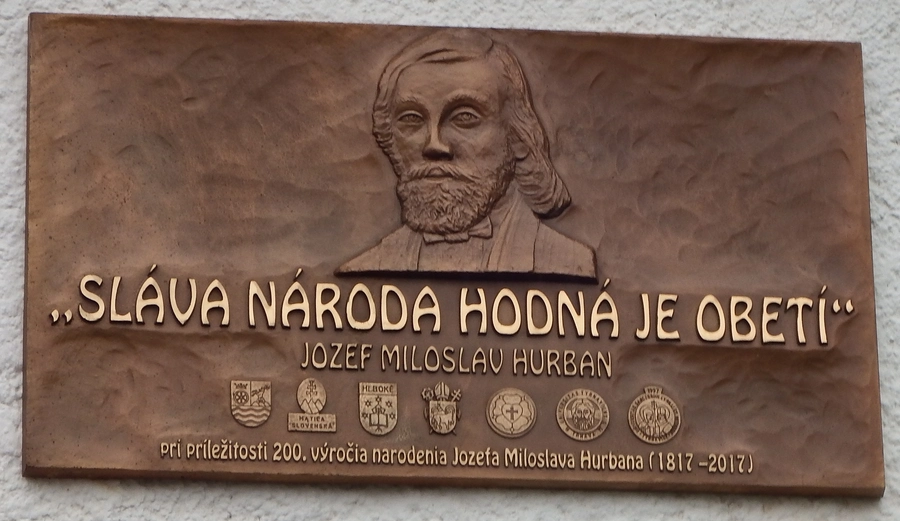 „SLÁVA NÁRODA HODNÁ JE OBETÍ“
JOZEF MILOSLAV HURBAN
MATICA
SLOVENSKÁ
HLBOKÉ
pri príležitosti 200. výročia narodenia Jozefa Miloslava Hurbana (1817 –2017)